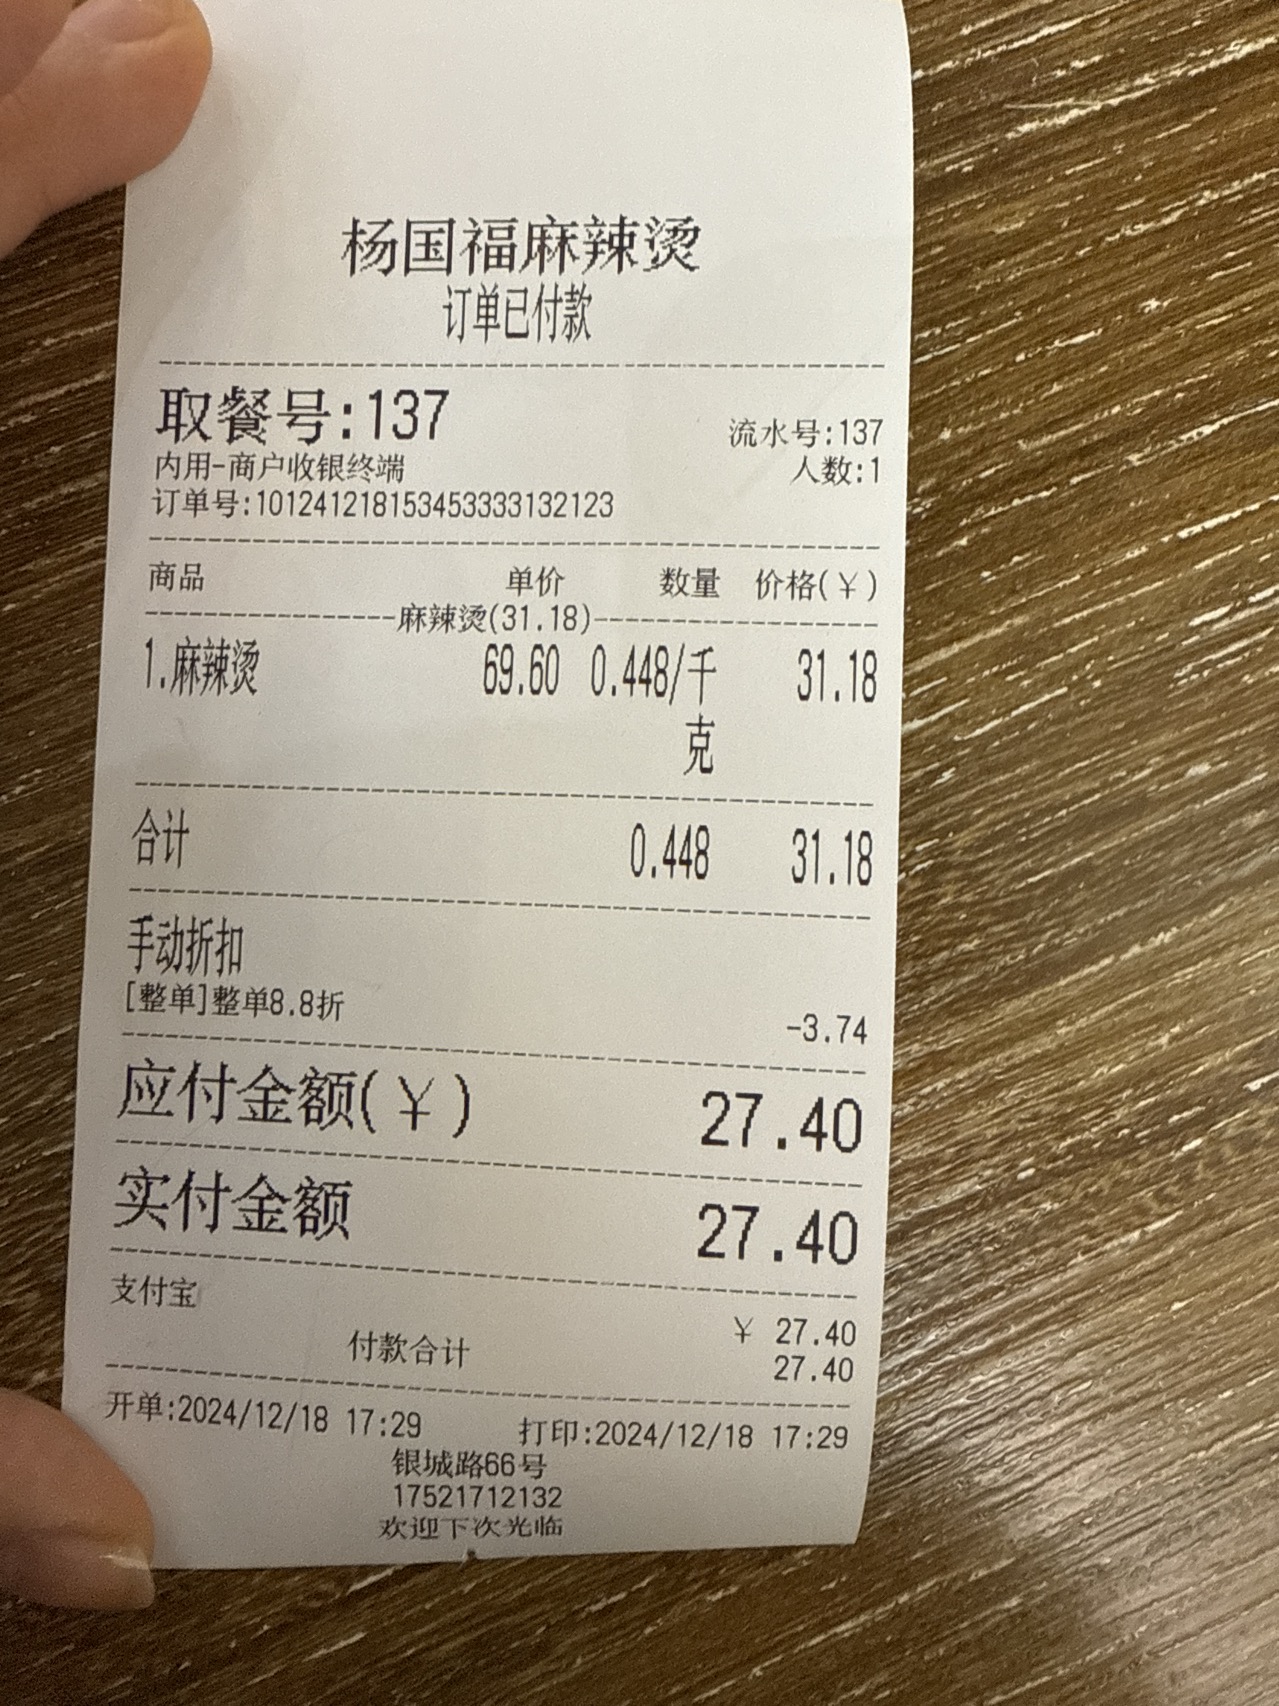 杨国福麻辣烫
订单已付款
取餐号:137 流水号:137
内用-商户收银终端 人数:1
订单号:101241218153453333132123
商品 单价 数量 价格(￥)
麻辣烫(31.18)
1.麻辣烫 69.60 0.448/千 31.18
克
合计 0.448 31.18
手动折扣
[整单]整单8.8折 -3.74
应付金额(￥) 27.40
实付金额 27.40
支付宝 ￥ 27.40
付款合计 27.40
开单:2024/12/18 17:29 打印:2024/12/18 17:29
银城路66号
17521712132
欢迎下次光临